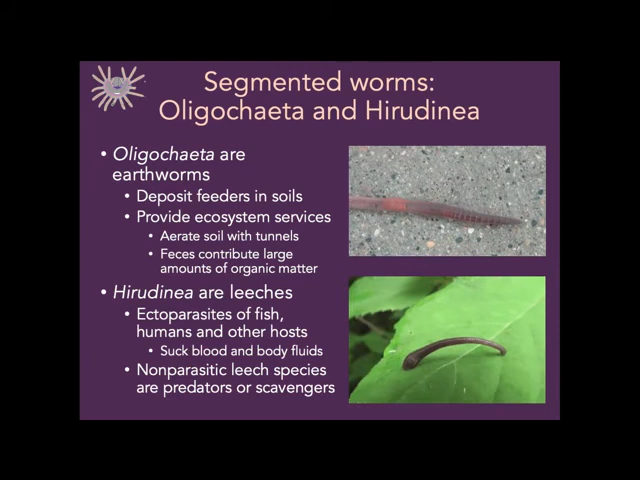 Segmented worms:
Oligochaeta and Hirudinea
• Oligochaeta are
earthworms
• Deposit feeders in soils
• Provide ecosystem services
• Aerate soil with tunnels
• Feces contribute large
amounts of organic matter
• Hirudinea are leeches
• Ectoparasites of fish,
humans and other hosts
• Suck blood and body fluids
• Nonparasitic leech species
are predators or scavengers